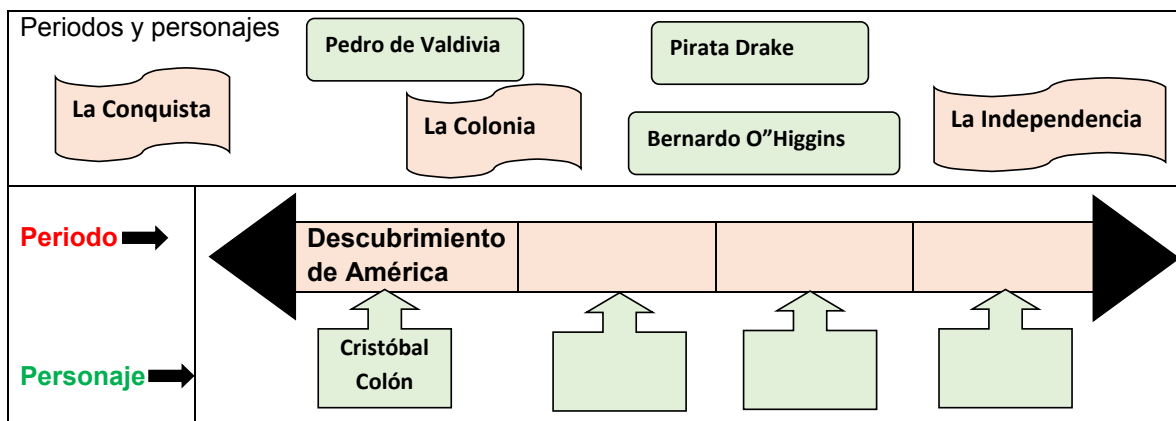 Periodos y personajes
Pedro de Valdivia
Pirata Drake
La Conquista
La Colonia
Bernardo O”Higgins
La Independencia
Periodo
Descubrimiento
de América
Personaje
Cristóbal
Colón